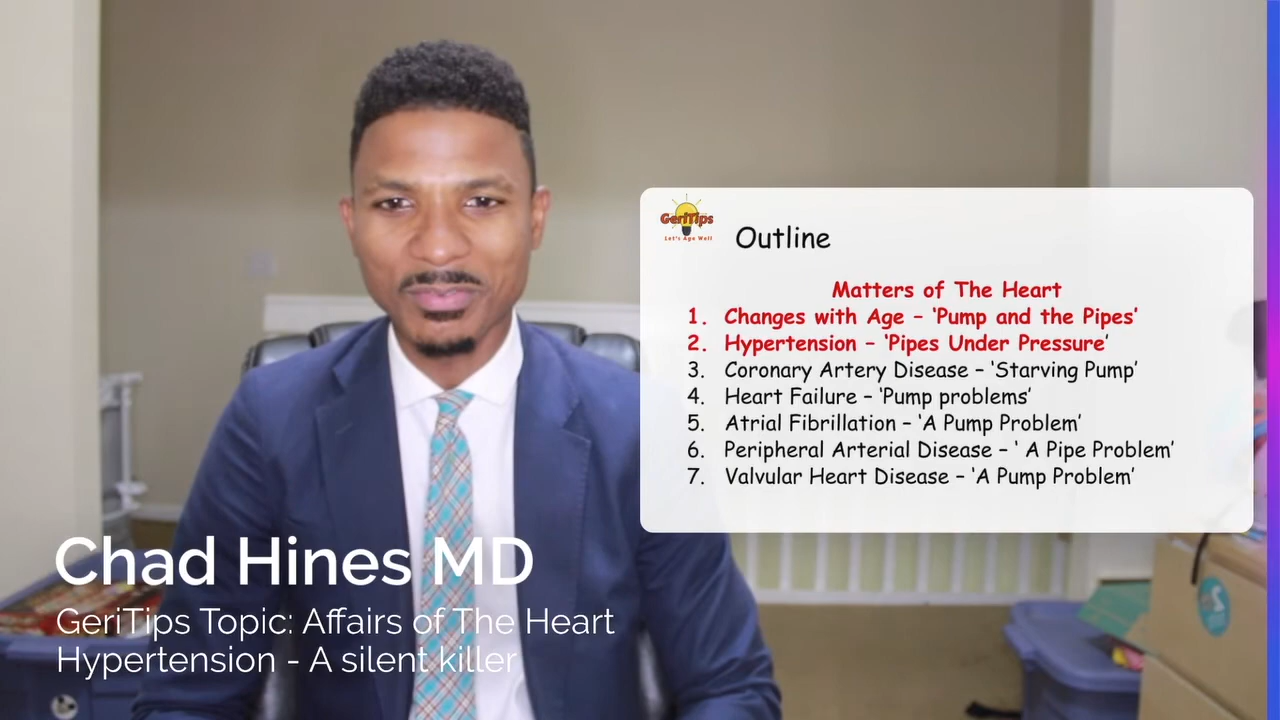 GeriTips
Let's Age Well
Outline
Matters of The Heart
1. Changes with Age – ‘Pump and the Pipes’
2. Hypertension – ‘Pipes Under Pressure’
3. Coronary Artery Disease – ‘Starving Pump’
4. Heart Failure – ‘Pump problems’
5. Atrial Fibrillation – ‘A Pump Problem’
6. Peripheral Arterial Disease – ‘ A Pipe Problem’
7. Valvular Heart Disease – ‘A Pump Problem’
Chad Hines MD
GeriTips Topic: Affairs of The Heart
Hypertension - A silent killer